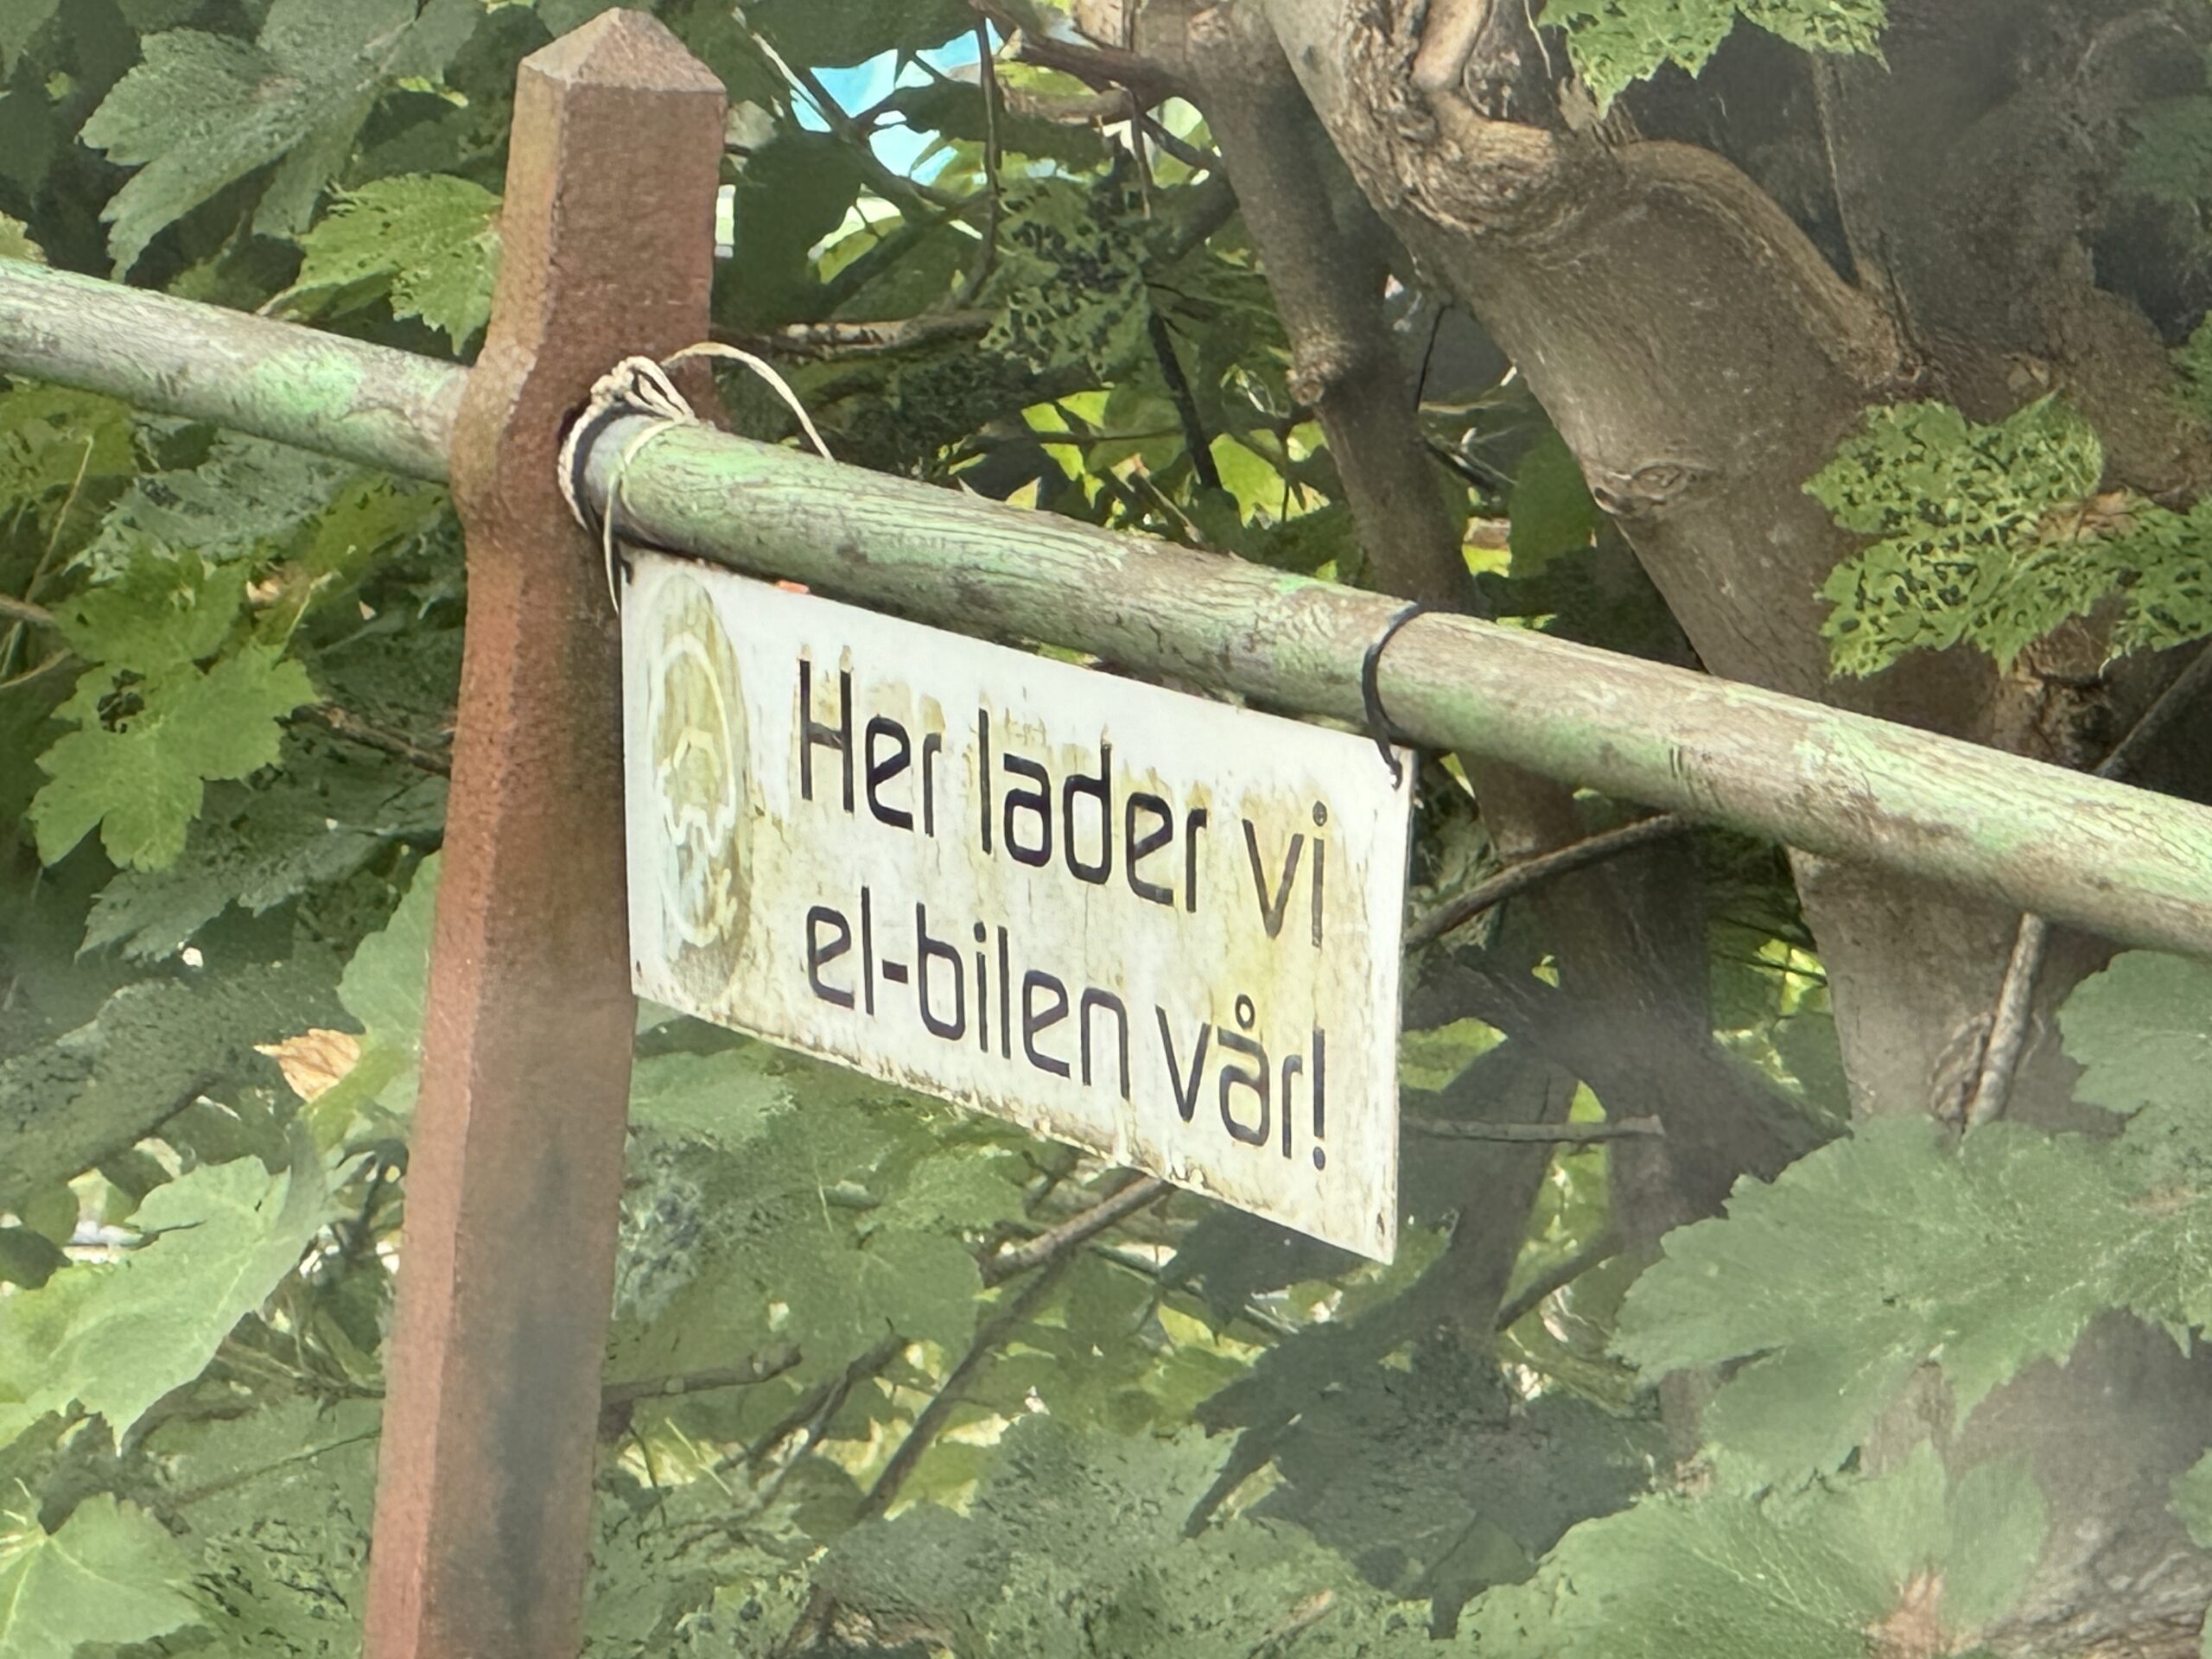 Her lader vi
el-bilen vår!